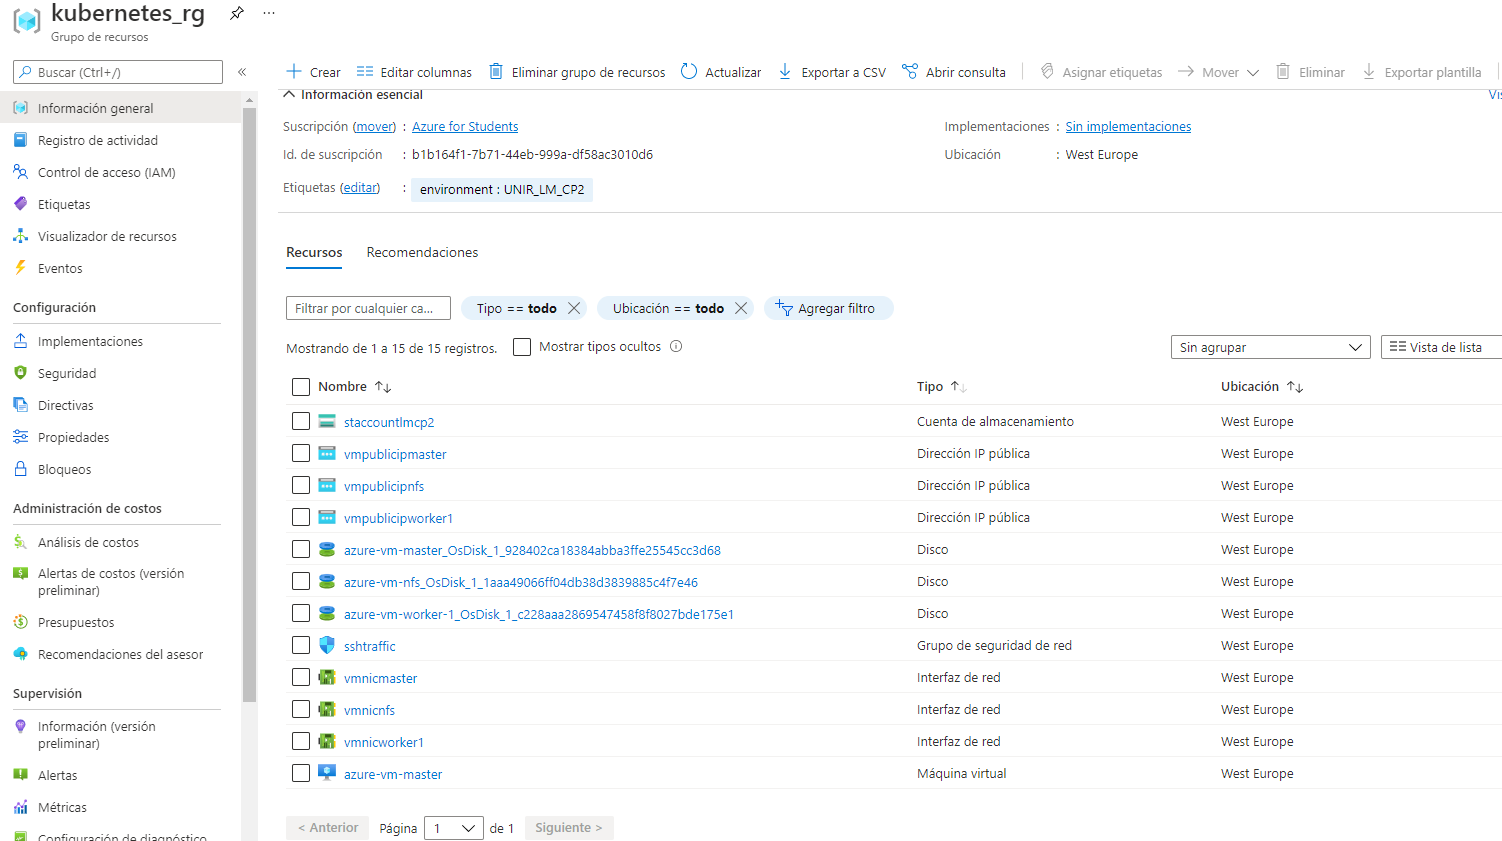 kubernetes_rg
Grupo de recursos
Buscar (Ctrl+/)
Información general
Registro de actividad
Control de acceso (IAM)
Etiquetas
Visualizador de recursos
Eventos
Configuración
Implementaciones
Seguridad
Directivas
Propiedades
Bloqueos
Administración de costos
Análisis de costos
Alertas de costos (versión
preliminar)
Presupuestos
Recomendaciones del asesor
Supervisión
Información (versión
preliminar)
Alertas
Métricas
Configuración de diagnóstico
Crear Editar columnas Eliminar grupo de recursos Actualizar Exportar a CSV Abrir consulta Asignar etiquetas Mover Eliminar Exportar plantilla
Información esencial
Suscripción (mover) : Azure for Students Implementaciones : Sin implementaciones
Id. de suscripción : b1b164f1-7b71-44eb-999a-df58ac3010d6 Ubicación : West Europe
Etiquetas (editar) : environment : UNIR_LM_CP2
Recursos Recomendaciones
Filtrar por cualquier ca... Tipo == todo Ubicación == todo Agregar filtro
Mostrando de 1 a 15 de 15 registros. Mostrar tipos ocultos Sin agrupar Vista de lista
Nombre Tipo Ubicación
staccountlmcp2 Cuenta de almacenamiento West Europe
vmpublicipmaster Dirección IP pública West Europe
vmpublicipnfs Dirección IP pública West Europe
vmpublicipworker1 Dirección IP pública West Europe
azure-vm-master_OsDisk_1_928402ca18384abba3ffe25545cc3d68 Disco West Europe
azure-vm-nfs_OsDisk_1_1aaa49066ff04db38d3839885c4f7e46 Disco West Europe
azure-vm-worker-1_OsDisk_1_c228aaa2869547458f8f8027bde175e1 Disco West Europe
sshtraffic Grupo de seguridad de red West Europe
vmnicmaster Interfaz de red West Europe
vmnicnfs Interfaz de red West Europe
vmnicworker1 Interfaz de red West Europe
azure-vm-master Máquina virtual West Europe
< Anterior Página 1 de 1 Siguiente >